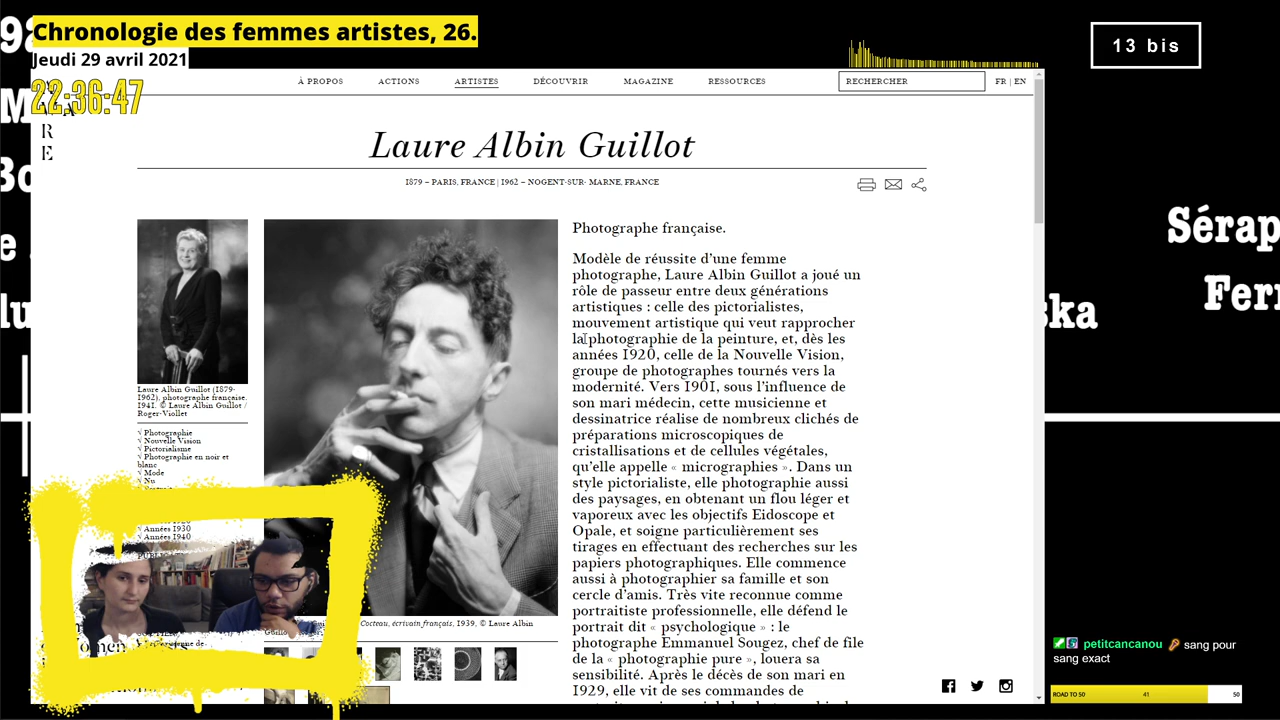 Chronologie des femmes artistes, 26.
Jeudi 29 avril 2021
22:36:47
13 bis
À PROPOS
ACTIONS
ARTISTES
DÉCOUVRIR
MAGAZINE
RESSOURCES
RECHERCHER
FR | EN
R
E
Laure Albin Guillot
1879 – PARIS, FRANCE | 1962 – NOGENT-SUR- MARNE, FRANCE
Laure Albin Guillot (1879-
1962), photographe française.
1941. © Laure Albin Guillot /
Roger-Viollet
√ Photographie
√ Nouvelle Vision
√ Pictorialisme
√ Photographie en noir et
blanc
√ Mode
√ Nu
√ Années 1930
√ Années 1940
Cocteau, écrivain français, 1939, © Laure Albin
Photographe française.
Modèle de réussite d’une femme
photographe, Laure Albin Guillot a joué un
rôle de passeur entre deux générations
artistiques : celle des pictorialistes,
mouvement artistique qui veut rapprocher
la photographie de la peinture, et, dès les
années 1920, celle de la Nouvelle Vision,
groupe de photographes tournés vers la
modernité. Vers 1901, sous l’influence de
son mari médecin, cette musicienne et
dessinatrice réalise de nombreux clichés de
préparations microscopiques de
cristallisations et de cellules végétales,
qu’elle appelle « micrographies ». Dans un
style pictorialiste, elle photographie aussi
des paysages, en obtenant un flou léger et
vaporeux avec les objectifs Eidoscope et
Opale, et soigne particulièrement ses
tirages en effectuant des recherches sur les
papiers photographiques. Elle commence
aussi à photographier sa famille et son
cercle d’amis. Très vite reconnue comme
portraitiste professionnelle, elle défend le
portrait dit « psychologique » : le
photographe Emmanuel Sougez, chef de file
de la « photographie pure », louera sa
sensibilité. Après le décès de son mari en
1929, elle vit de ses commandes de
Sérap
Ferr
ska
petitcancanou sang pour
sang exact
ROAD TO 50
41
50